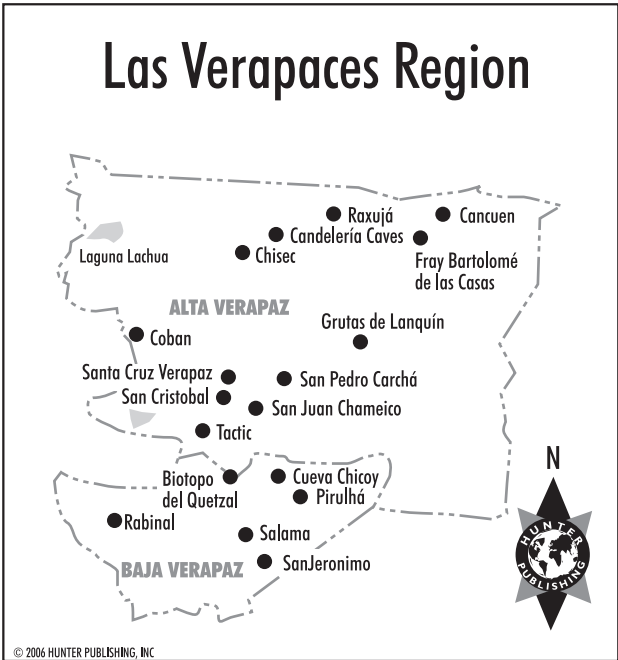 Las Verapaces Region
Raxujá
Cancuen
Candelería Caves
Laguna Lachua
Chisec
Fray Bartolomé
de las Casas
ALTA VERAPAZ
Grutas de Lanquín
Coban
Santa Cruz Verapaz
San Pedro Carchá
San Cristobal
San Juan Chameico
Tactic
N
Biotopo
del Quetzal
Cueva Chicoy
Pirulhá
Rabinal
Salama
HUNTER
PUBLISHING
BAJA VERAPAZ
SanJeronimo
© 2006 HUNTER PUBLISHING, INC